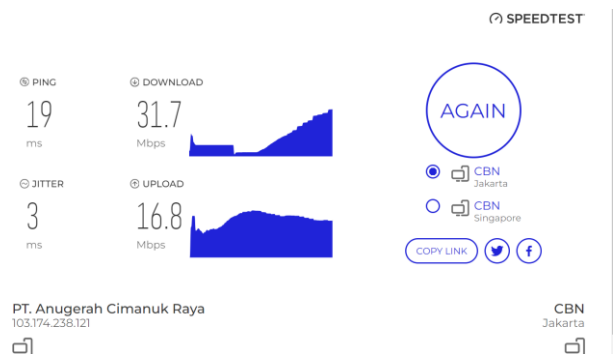 SPEEDTEST
PING
19
ms
DOWNLOAD
31.7
Mbps
JITTER
3
ms
UPLOAD
16.8
Mbps
AGAIN
CBN
Jakarta
CBN
Singapore
COPY LINK
PT. Anugerah Cimanuk Raya
103.174.238.121
CBN
Jakarta